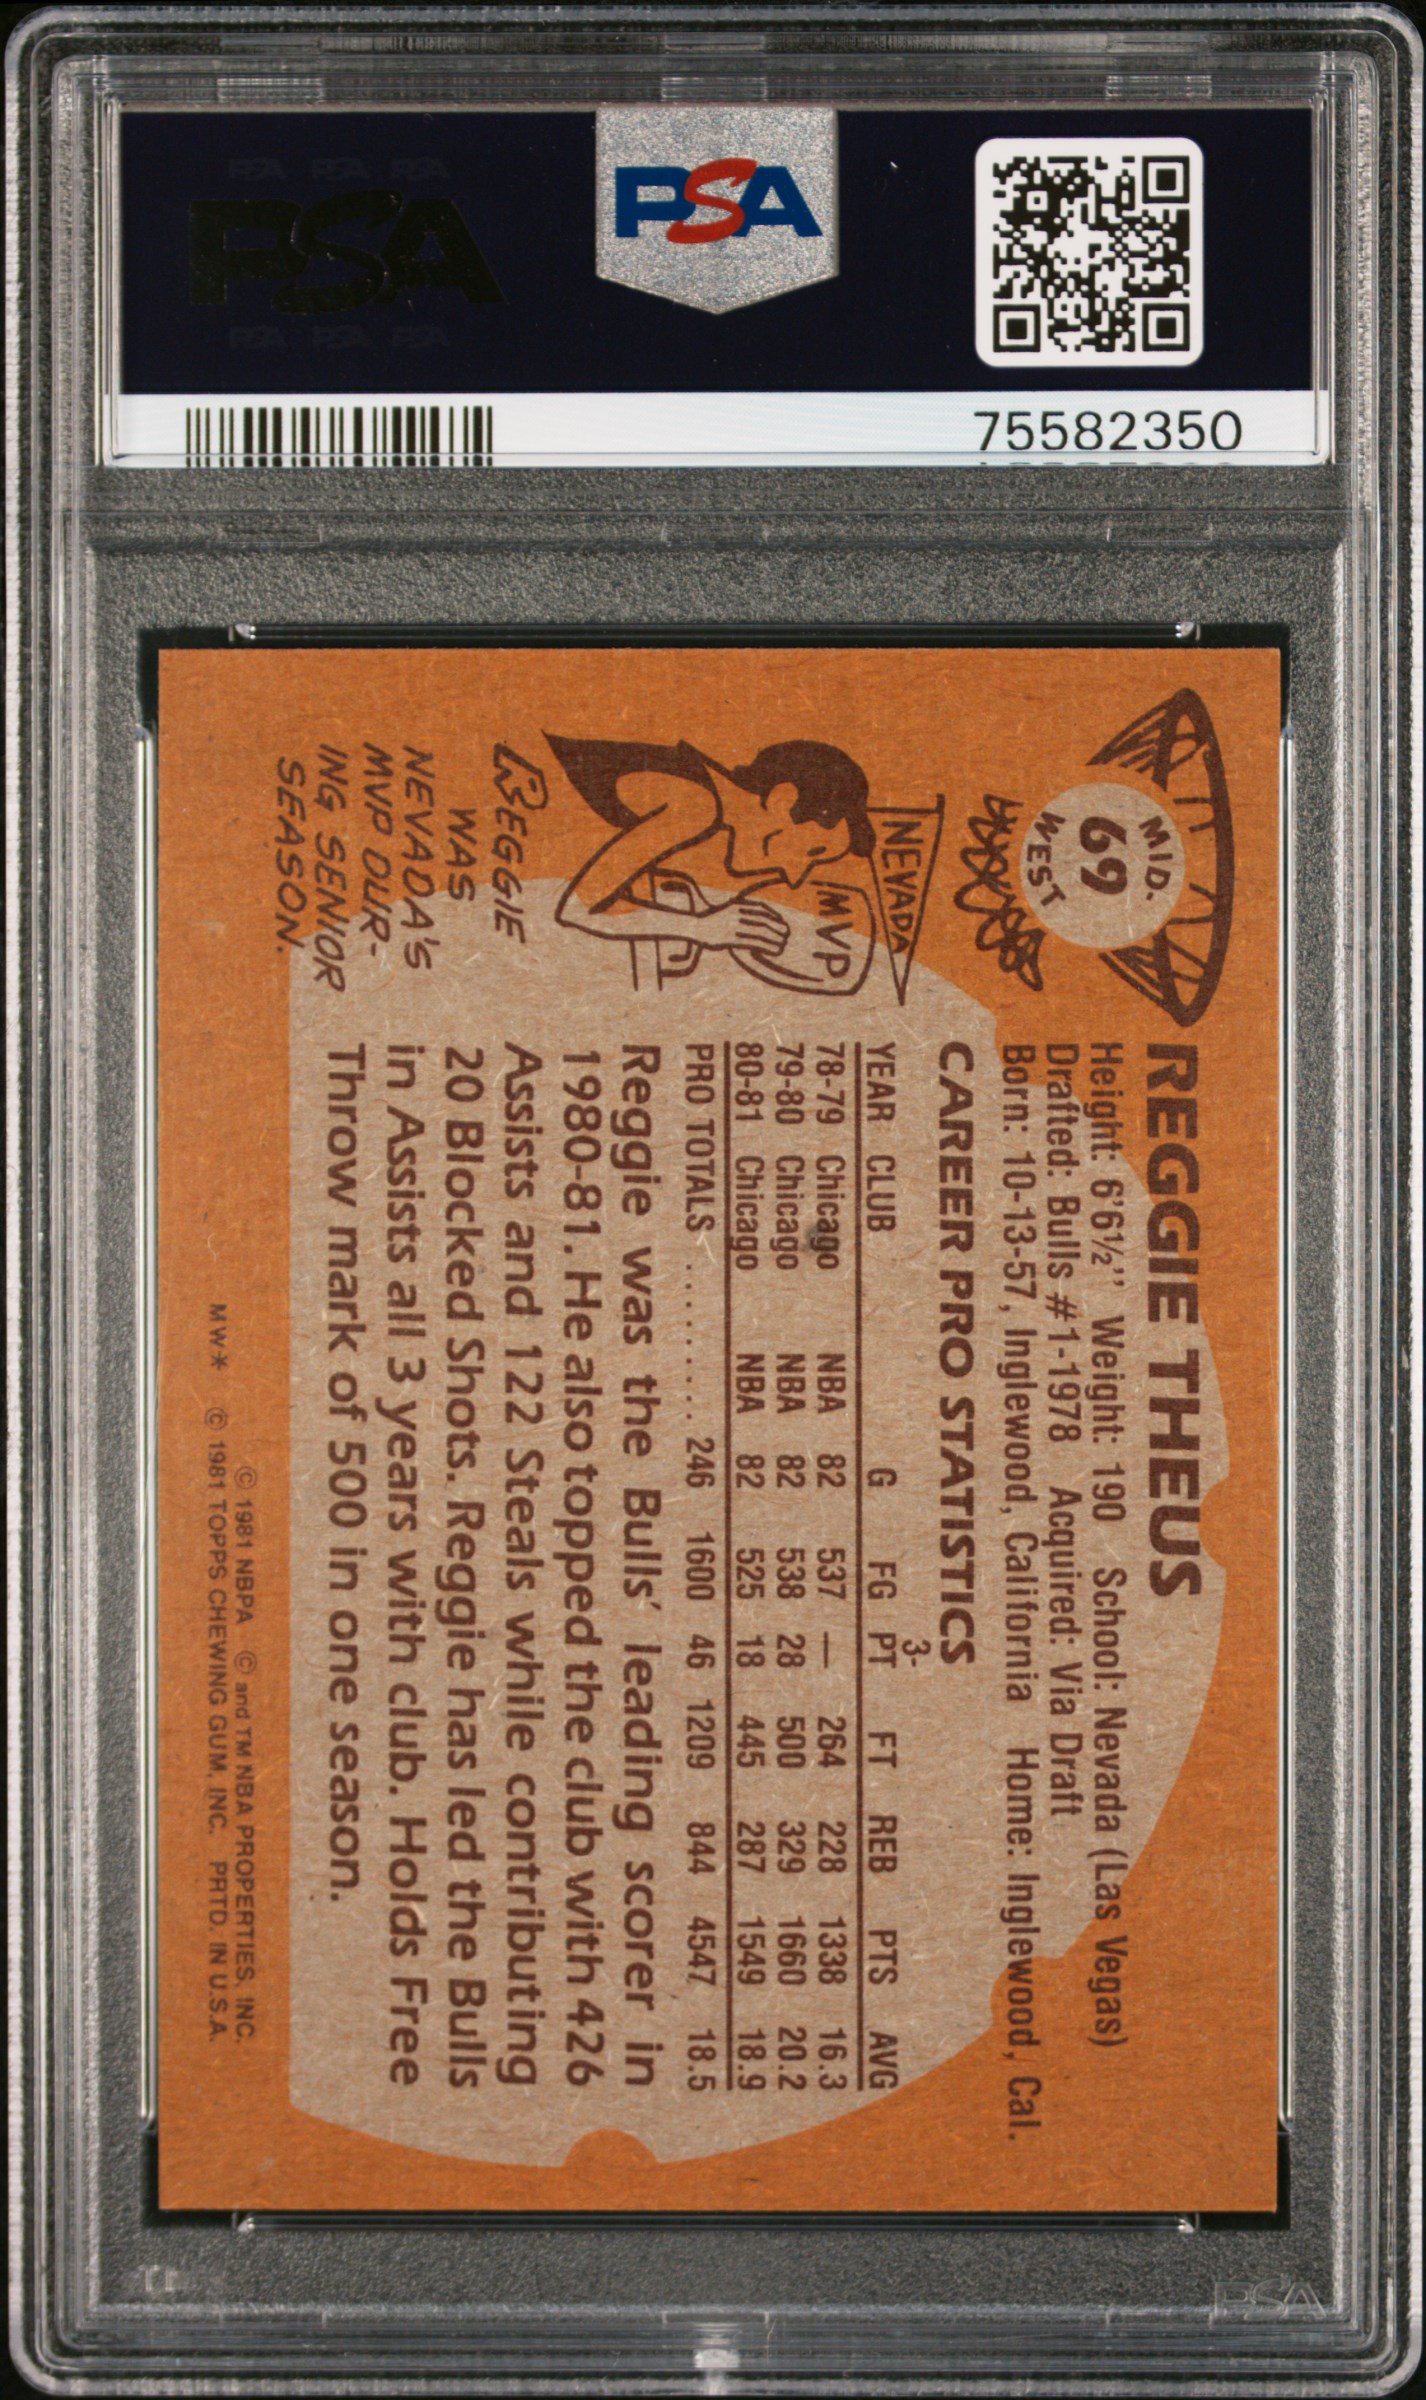 PSA PSA PSA
PSA
PSA PSA PSA
PSA
75582350
MID.
69
WEST
REGGIE THEUS
Height: 6'6½" Weight: 190 School: Nevada (Las Vegas)
Drafted: Bulls #1-1978 Acquired: Via Draft
Born: 10-13-57, Inglewood, California Home: Inglewood, Cal.
CAREER PRO STATISTICS
YEAR CLUB G FG 3-PT FT REB PTS AVG
78-79 Chicago NBA 82 537 — 264 228 1338 16.3
79-80 Chicago NBA 82 538 28 500 329 1660 20.2
80-81 Chicago NBA 82 525 18 445 287 1549 18.9
PRO TOTALS ......... 246 1600 46 1209 844 4547 18.5
NEVADA
MVP
REGGIE
WAS
NEVADA'S
MVP DUR-
ING SENIOR
SEASON.
Reggie was the Bulls' leading scorer in
1980-81. He also topped the club with 426
Assists and 122 Steals while contributing
20 Blocked Shots. Reggie has led the Bulls
in Assists all 3 years with club. Holds Free
Throw mark of 500 in one season.
© 1981 NBPA © and TM NBA PROPERTIES, INC.
MW* © 1981 TOPPS CHEWING GUM, INC. PRTD. IN U.S.A.
PSA